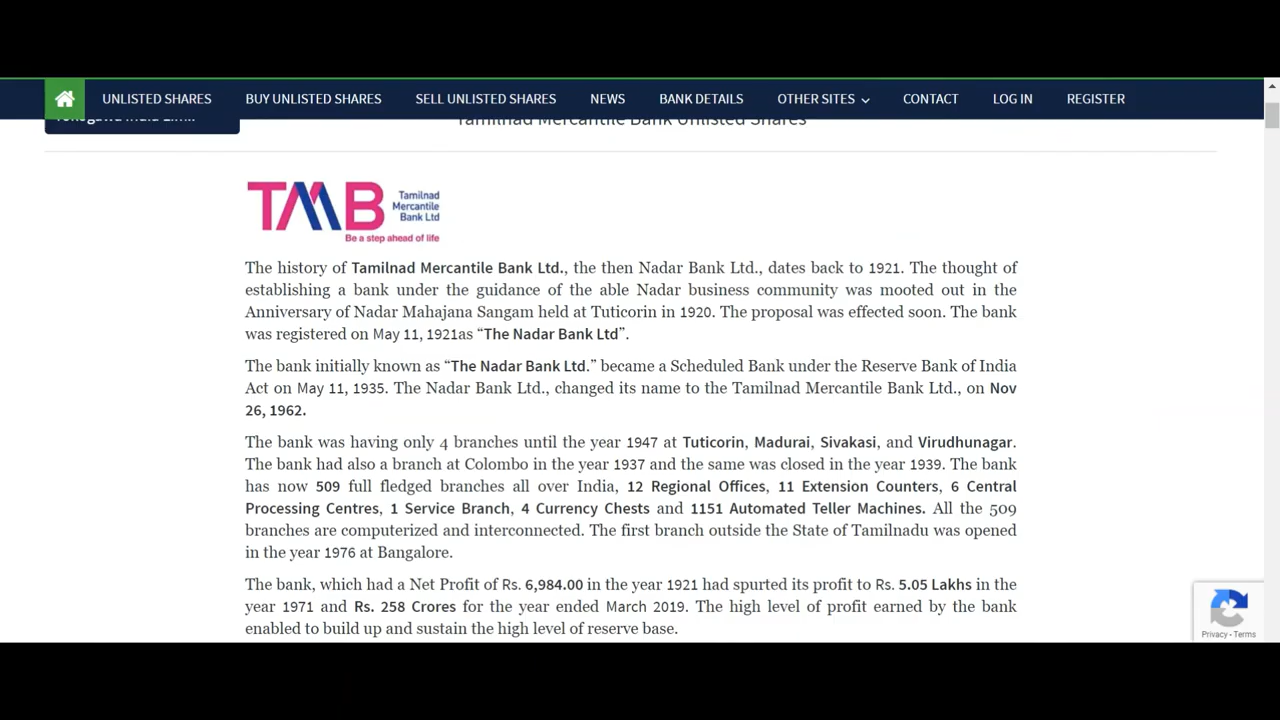 UNLISTED SHARES BUY UNLISTED SHARES SELL UNLISTED SHARES NEWS BANK DETAILS OTHER SITES CONTACT LOG IN REGISTER
Yokogawa India Lim.. Tamilnad Mercantile Bank Unlisted Shares
TMB
Tamilnad
Mercantile
Bank Ltd
Be a step ahead of life
The history of Tamilnad Mercantile Bank Ltd., the then Nadar Bank Ltd., dates back to 1921. The thought of
establishing a bank under the guidance of the able Nadar business community was mooted out in the
Anniversary of Nadar Mahajana Sangam held at Tuticorin in 1920. The proposal was effected soon. The bank
was registered on May 11, 1921as “The Nadar Bank Ltd”.
The bank initially known as “The Nadar Bank Ltd.” became a Scheduled Bank under the Reserve Bank of India
Act on May 11, 1935. The Nadar Bank Ltd., changed its name to the Tamilnad Mercantile Bank Ltd., on Nov
26, 1962.
The bank was having only 4 branches until the year 1947 at Tuticorin, Madurai, Sivakasi, and Virudhunagar.
The bank had also a branch at Colombo in the year 1937 and the same was closed in the year 1939. The bank
has now 509 full fledged branches all over India, 12 Regional Offices, 11 Extension Counters, 6 Central
Processing Centres, 1 Service Branch, 4 Currency Chests and 1151 Automated Teller Machines. All the 509
branches are computerized and interconnected. The first branch outside the State of Tamilnadu was opened
in the year 1976 at Bangalore.
The bank, which had a Net Profit of Rs. 6,984.00 in the year 1921 had spurted its profit to Rs. 5.05 Lakhs in the
year 1971 and Rs. 258 Crores for the year ended March 2019. The high level of profit earned by the bank
enabled to build up and sustain the high level of reserve base.
Privacy - Terms